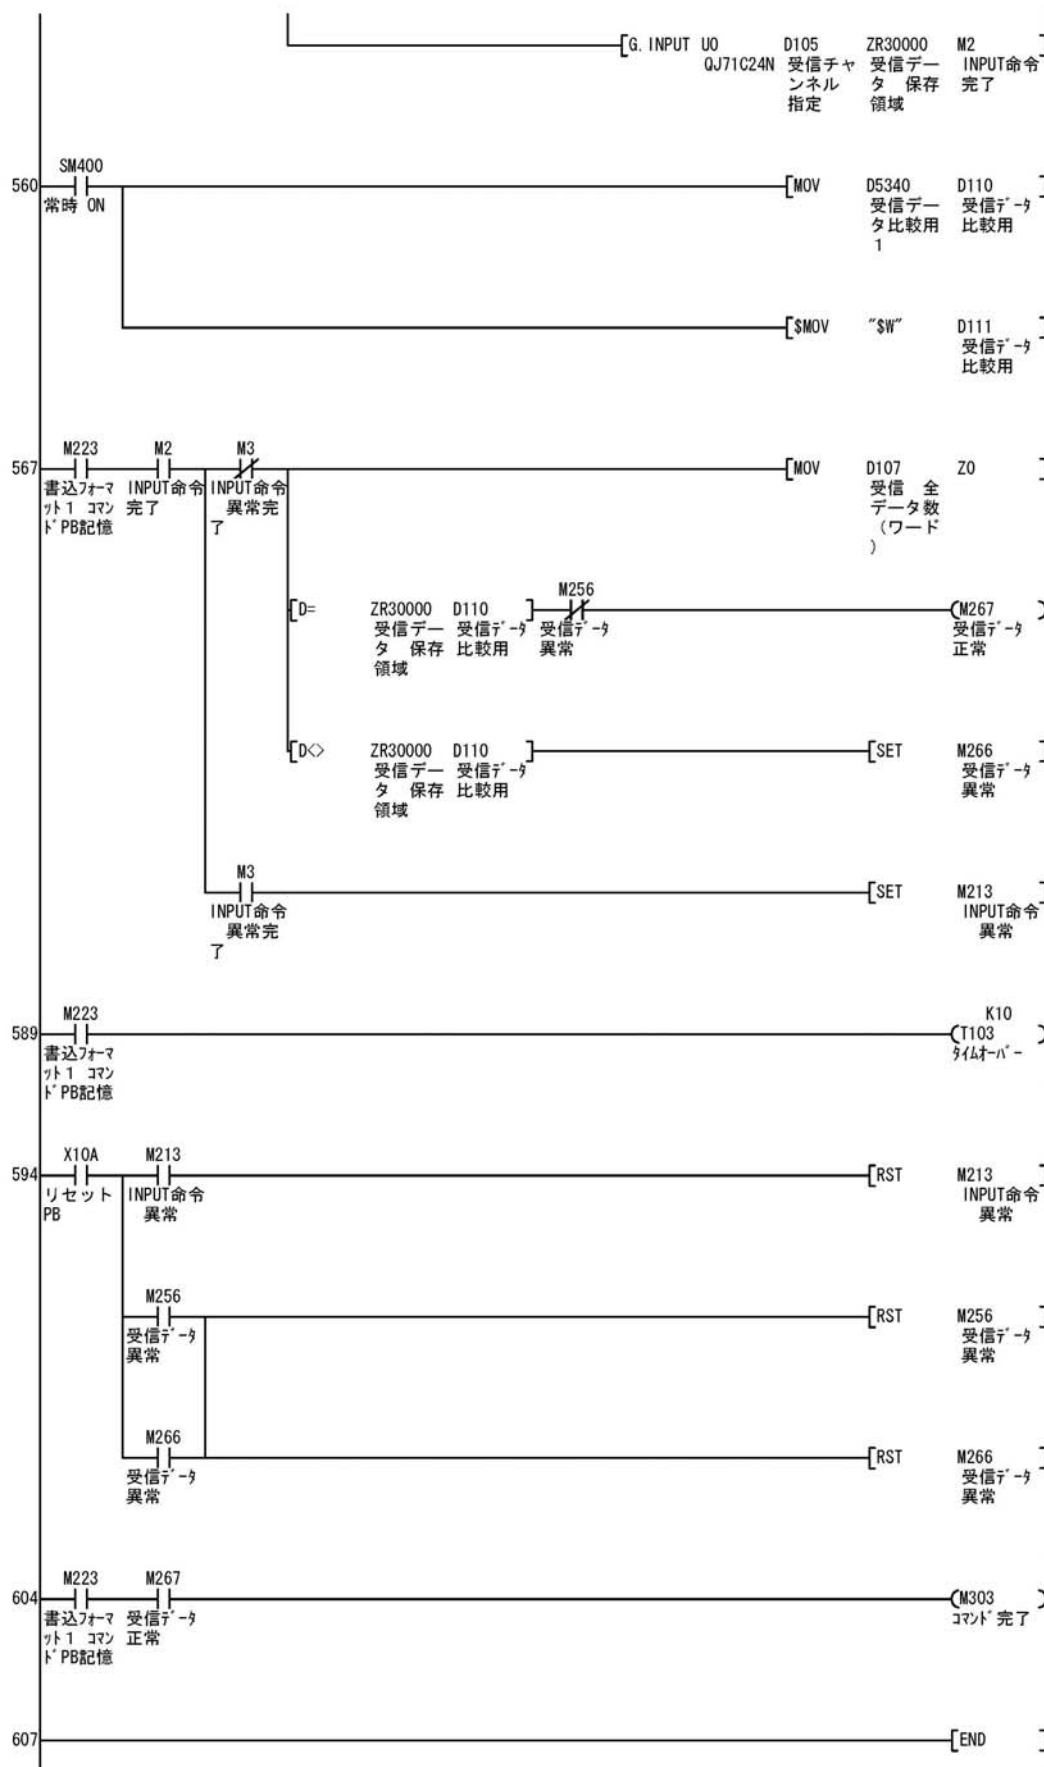 G.INPUT U0 D105 ZR30000 M2
QJ71C24N 受信チャ 受信デー INPUT命令
ンネル タ 保存 完了
指定 領域
SM400
560 MOV D5340 D110
常時 ON 受信デー 受信ﾃﾞｰﾀ
タ比較用 比較用
1
$MOV "$W" D111
受信ﾃﾞｰﾀ
比較用
M223 M2 M3
567 MOV D107 Z0
書込ﾌｫｰﾏ INPUT命令 INPUT命令 受信 全
ｯﾄ1 ｺﾏﾝ 完了 異常完 データ数
ﾄﾞPB記憶 了 （ワード
）
M256
D= ZR30000 D110 M267
受信デー 受信ﾃﾞｰﾀ 受信ﾃﾞｰﾀ 受信ﾃﾞｰﾀ
タ 保存 比較用 異常 正常
領域
D<> ZR30000 D110 SET M266
受信デー 受信ﾃﾞｰﾀ 受信ﾃﾞｰﾀ
タ 保存 比較用 異常
領域
M3
SET M213
INPUT命令 INPUT命令
異常完 異常
了
M223 K10
589 T103
書込ﾌｫｰﾏ ﾀｲﾑｵｰﾊﾞｰ
ｯﾄ1 ｺﾏﾝ
ﾄﾞPB記憶
X10A M213
594 RST M213
リセット INPUT命令 INPUT命令
PB 異常 異常
M256
RST M256
受信ﾃﾞｰﾀ 受信ﾃﾞｰﾀ
異常 異常
M266
RST M266
受信ﾃﾞｰﾀ 受信ﾃﾞｰﾀ
異常 異常
M223 M267
604 M303
書込ﾌｫｰﾏ 受信ﾃﾞｰﾀ ｺﾏﾝﾄﾞ完了
ｯﾄ1 ｺﾏﾝ 正常
ﾄﾞPB記憶
607 END